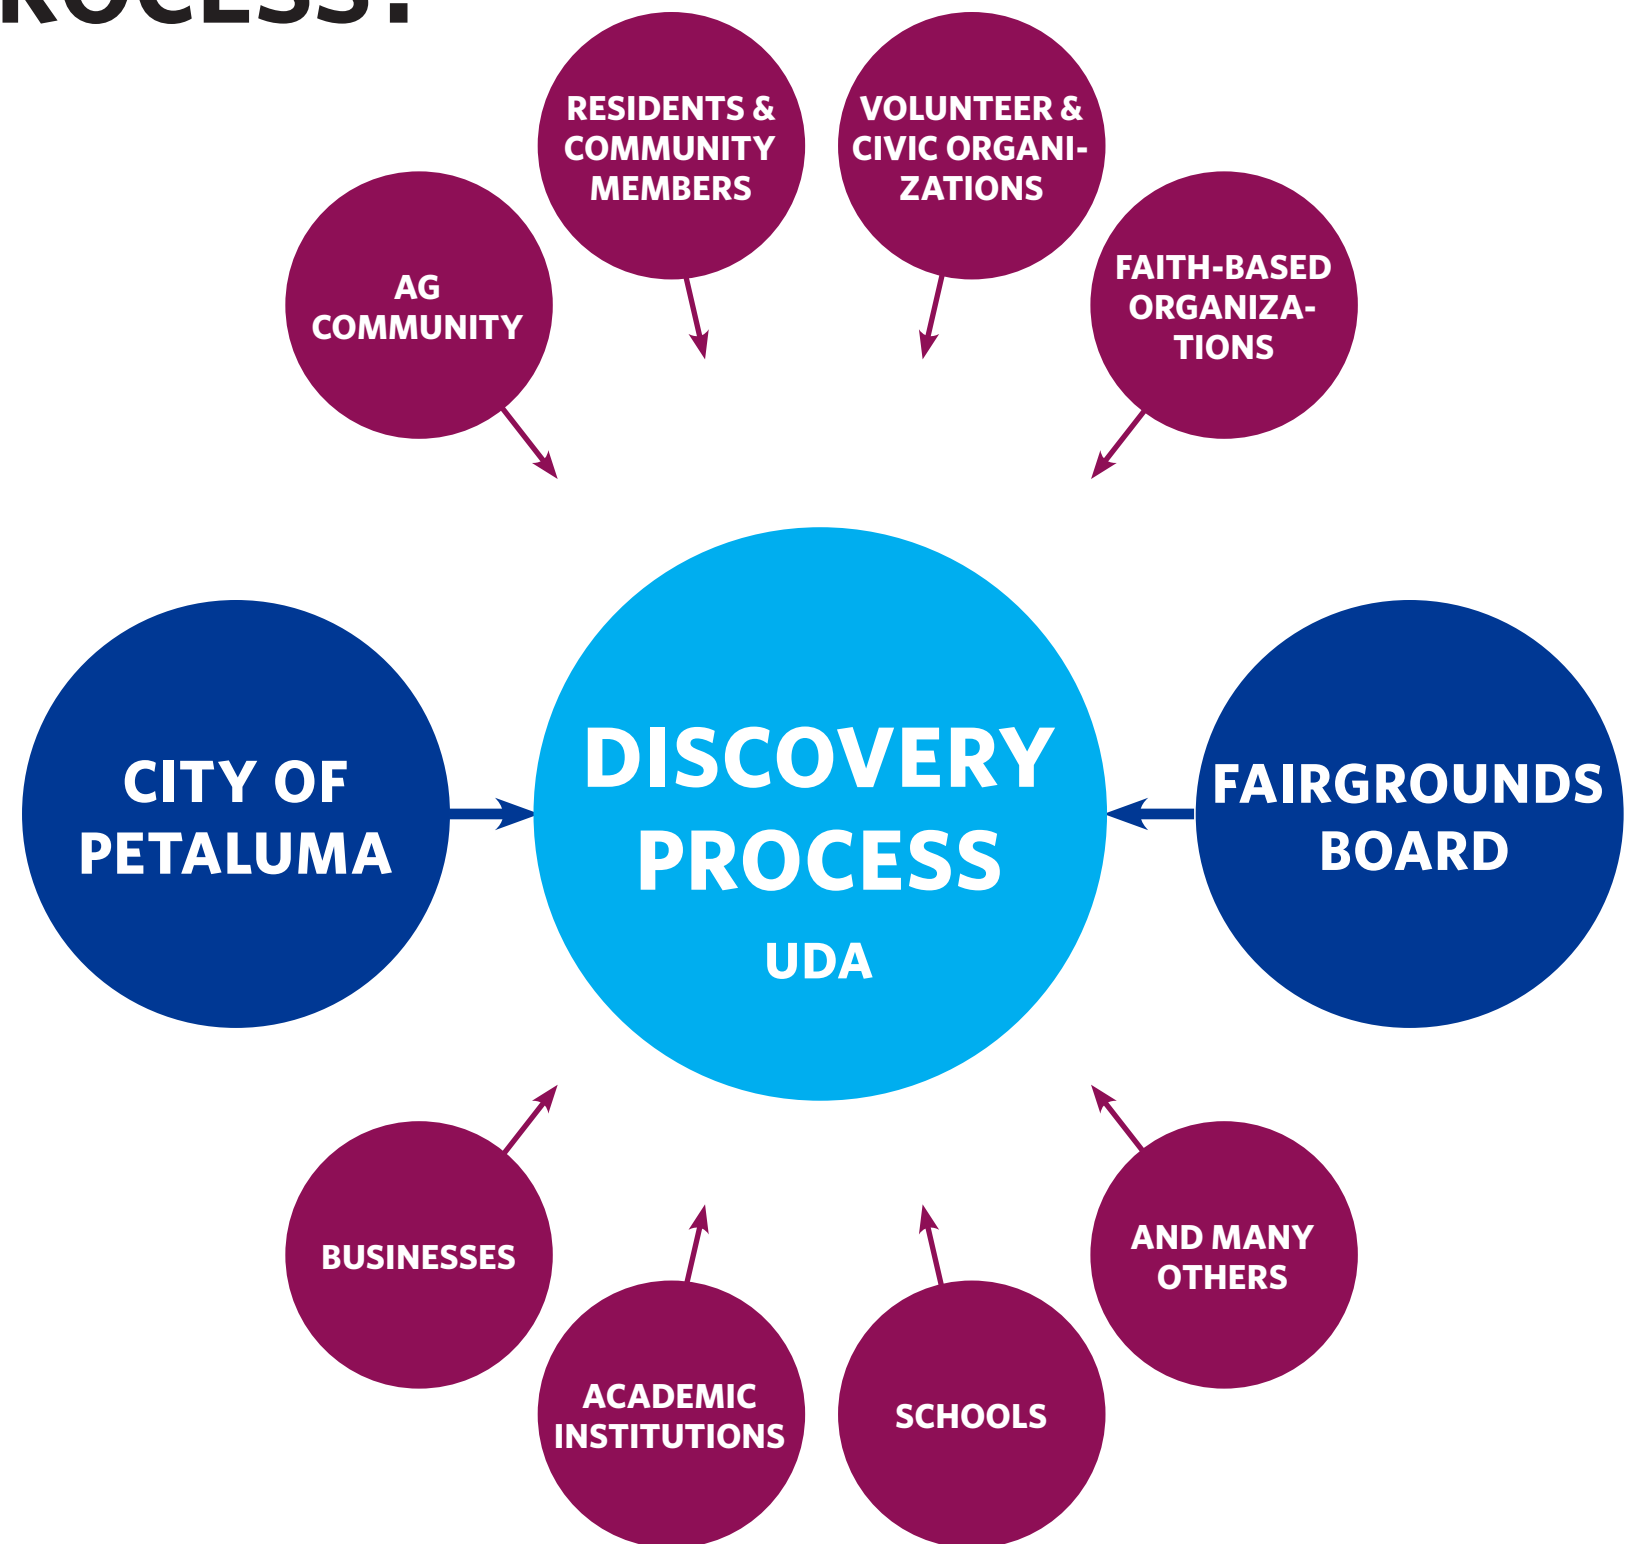 ROCESS?
RESIDENTS &
COMMUNITY
MEMBERS
VOLUNTEER &
CIVIC ORGANI-
ZATIONS
AG
COMMUNITY
FAITH-BASED
ORGANIZA-
TIONS
CITY OF
PETALUMA
DISCOVERY
PROCESS
UDA
FAIRGROUNDS
BOARD
BUSINESSES
AND MANY
OTHERS
ACADEMIC
INSTITUTIONS
SCHOOLS